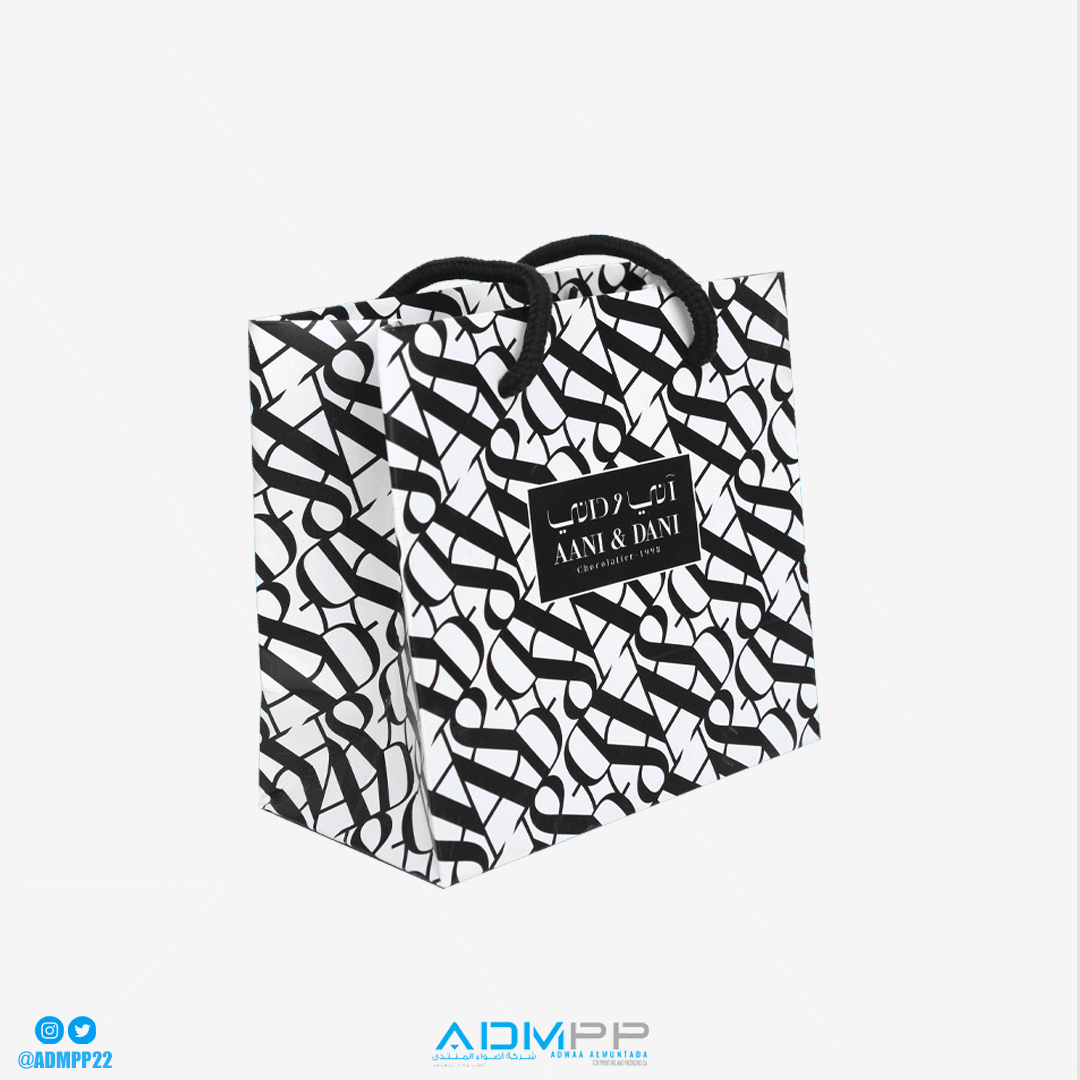 آني و داني
AANI & DANI
Chocolatier-1998
@ADMPP22
ADMPP
شركة أضواء المنتدى
ADWAA ALMUNTADA
FOR PRINTING AND PACKAGING Co.